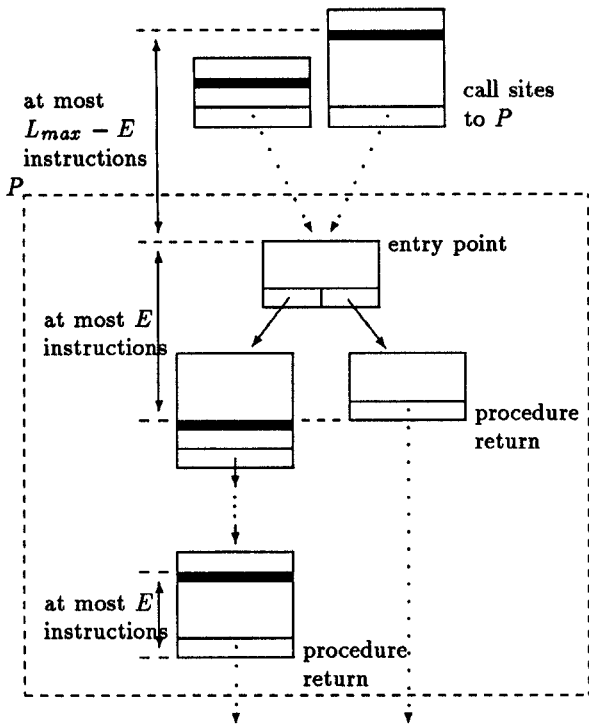 call sites
to P
at most
L_max − E
instructions
P
entry point
at most E
instructions
procedure
return
at most E
instructions
procedure
return